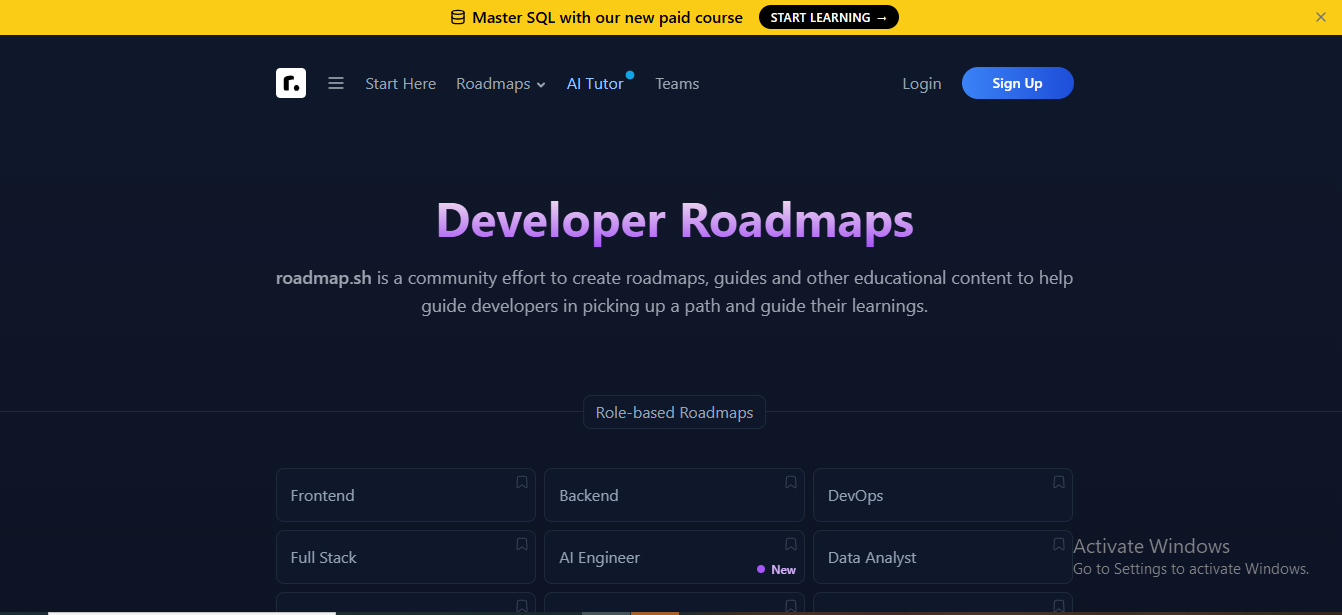 Master SQL with our new paid course START LEARNING →
Start Here Roadmaps AI Tutor Teams Login Sign Up
Developer Roadmaps
roadmap.sh is a community effort to create roadmaps, guides and other educational content to help
guide developers in picking up a path and guide their learnings.
Role-based Roadmaps
Frontend Backend DevOps
Full Stack AI Engineer Data Analyst
New
Activate Windows
Go to Settings to activate Windows.